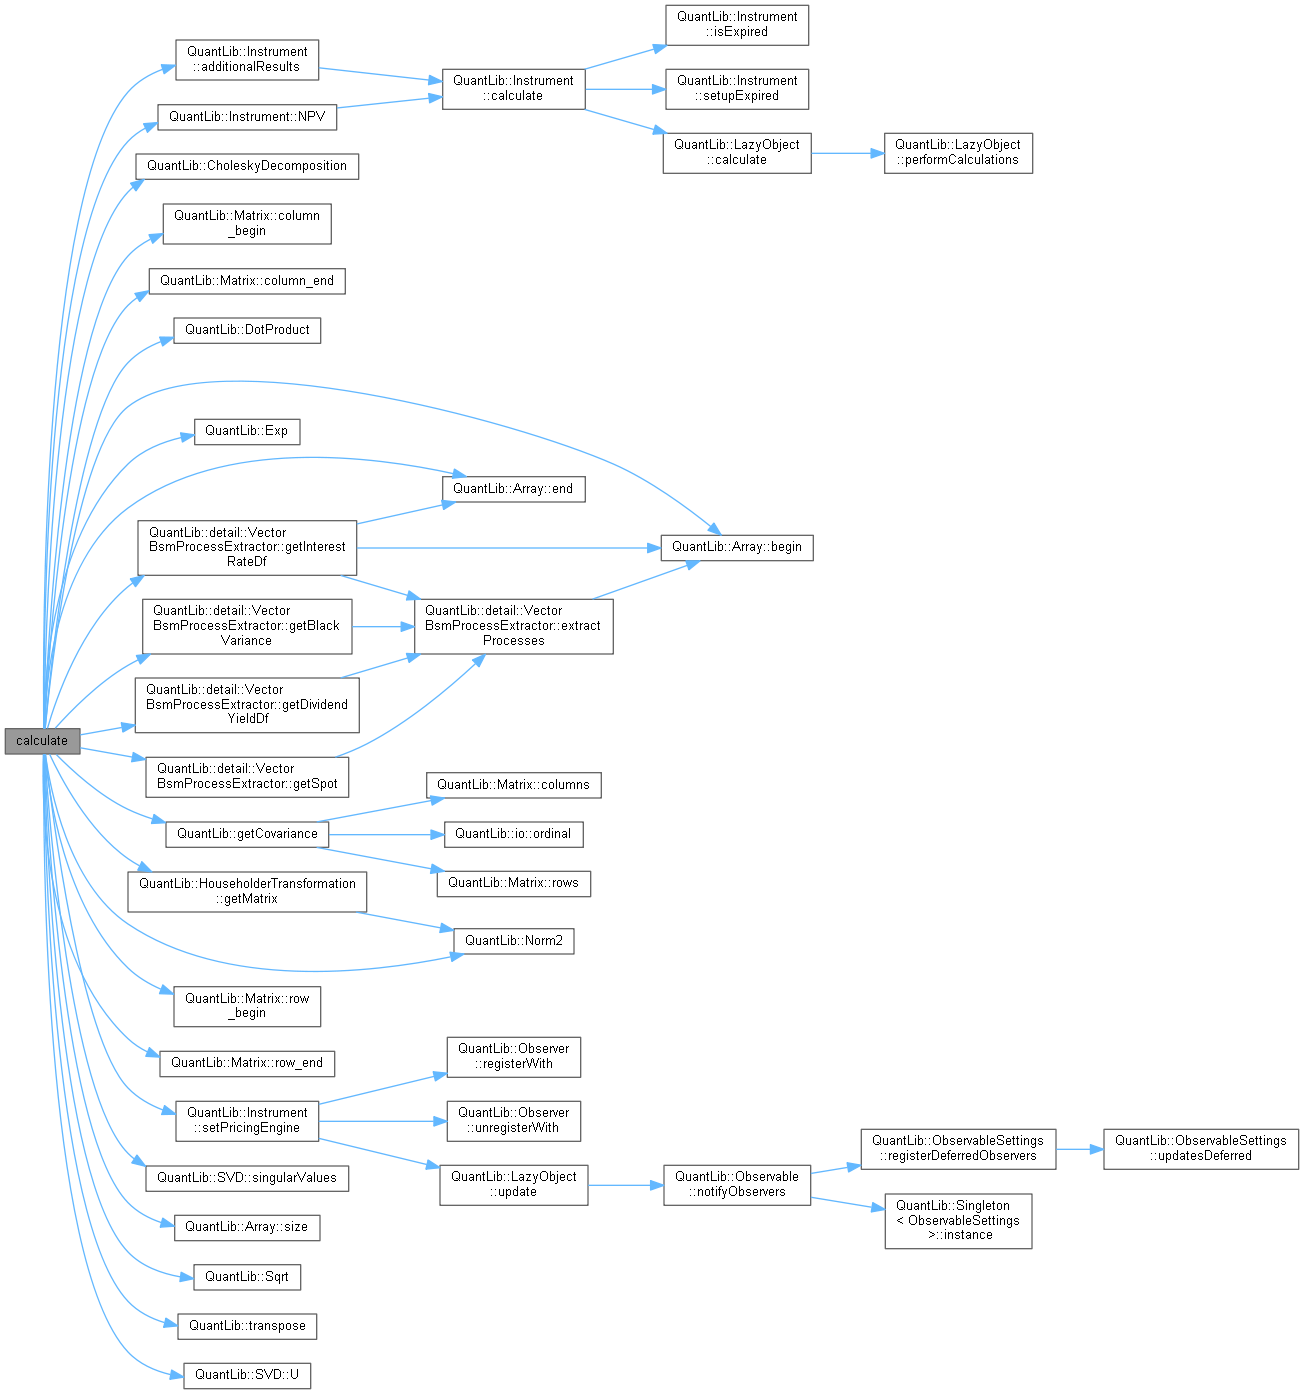 QuantLib::Instrument
::isExpired
QuantLib::Instrument
::additionalResults
QuantLib::Instrument
::calculate
QuantLib::Instrument
::setupExpired
QuantLib::Instrument::NPV
QuantLib::LazyObject
::calculate
QuantLib::LazyObject
::performCalculations
QuantLib::CholeskyDecomposition
QuantLib::Matrix::column
_begin
QuantLib::Matrix::column_end
QuantLib::DotProduct
QuantLib::Exp
QuantLib::Array::end
QuantLib::detail::Vector
BsmProcessExtractor::getInterest
RateDf
QuantLib::Array::begin
QuantLib::detail::Vector
BsmProcessExtractor::getBlack
Variance
QuantLib::detail::Vector
BsmProcessExtractor::extract
Processes
QuantLib::detail::Vector
BsmProcessExtractor::getDividend
YieldDf
calculate
QuantLib::detail::Vector
BsmProcessExtractor::getSpot
QuantLib::Matrix::columns
QuantLib::getCovariance
QuantLib::io::ordinal
QuantLib::HouseholderTransformation
::getMatrix
QuantLib::Matrix::rows
QuantLib::Norm2
QuantLib::Matrix::row
_begin
QuantLib::Matrix::row_end
QuantLib::Observer
::registerWith
QuantLib::Instrument
::setPricingEngine
QuantLib::Observer
::unregisterWith
QuantLib::ObservableSettings
::registerDeferredObservers
QuantLib::ObservableSettings
::updatesDeferred
QuantLib::SVD::singularValues
QuantLib::LazyObject
::update
QuantLib::Observable
::notifyObservers
QuantLib::Singleton
< ObservableSettings
>::instance
QuantLib::Array::size
QuantLib::Sqrt
QuantLib::transpose
QuantLib::SVD::U